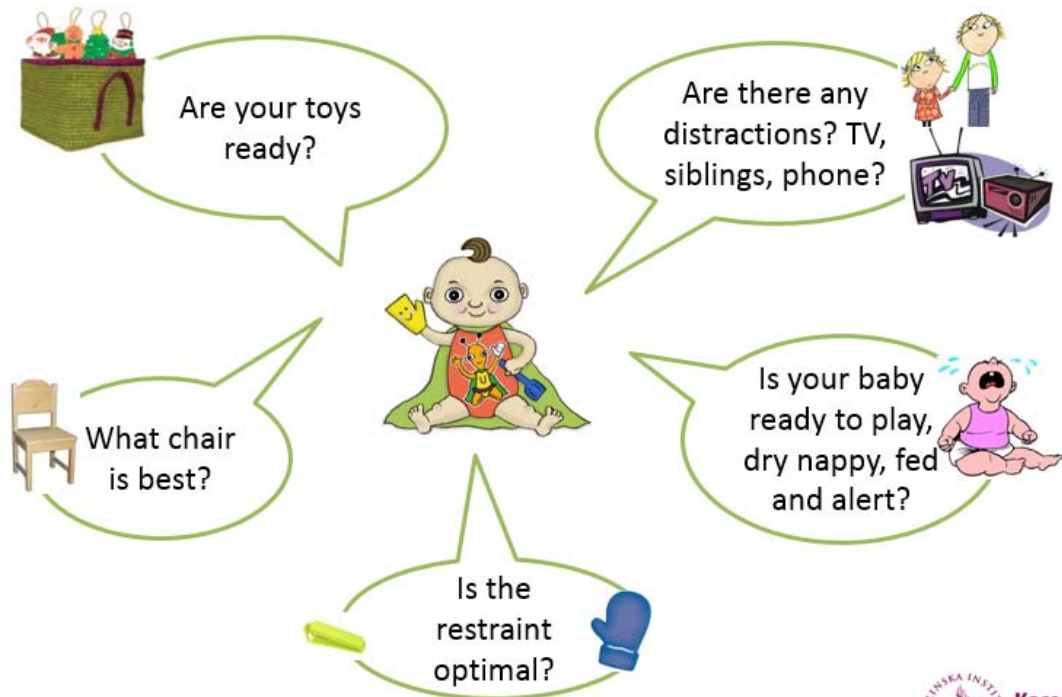 Are your toys
ready?
Are there any
distractions? TV,
siblings, phone?
TV
What chair
is best?
Is your baby
ready to play,
dry nappy, fed
and alert?
U
Is the
restraint
optimal?